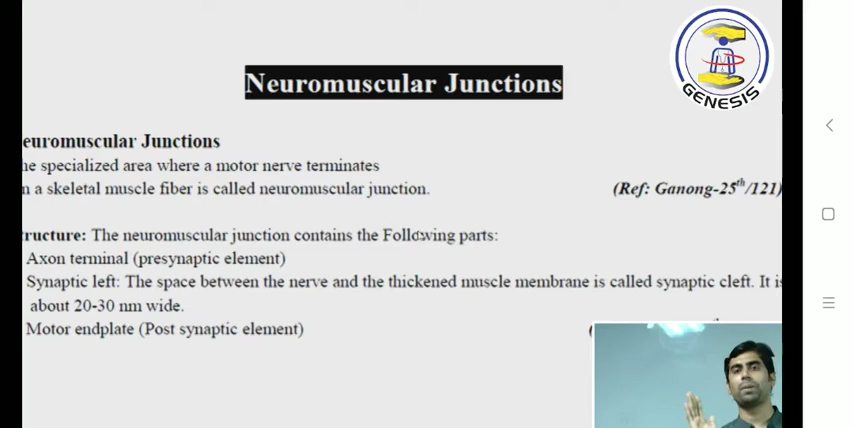 GENESIS
Neuromuscular Junctions
euromuscular Junctions
he specialized area where a motor nerve terminates
n a skeletal muscle fiber is called neuromuscular junction. (Ref: Ganong-25th/121)
tructure: The neuromuscular junction contains the Following parts:
Axon terminal (presynaptic element)
Synaptic left: The space between the nerve and the thickened muscle membrane is called synaptic cleft. It is
about 20-30 nm wide.
Motor endplate (Post synaptic element)